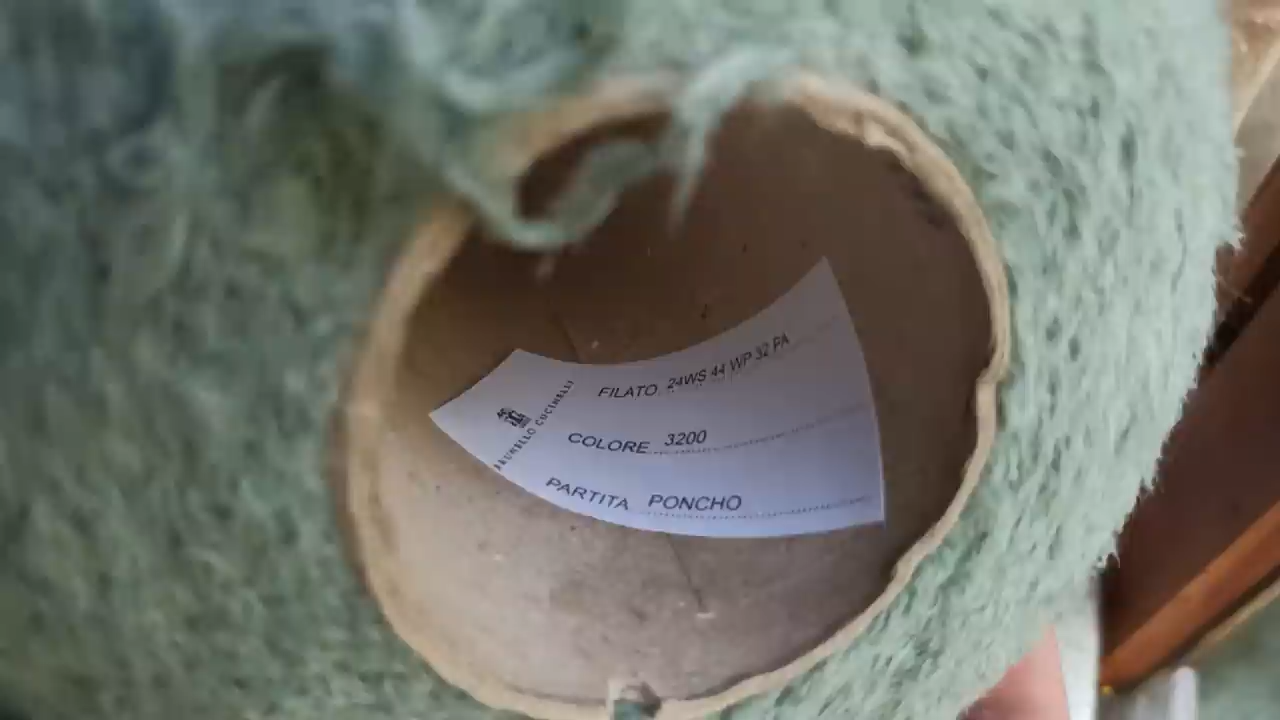 BRUNELLO CUCINELLI
FILATO 24WS 44 WP 32 PA
COLORE 3200
PARTITA PONCHO